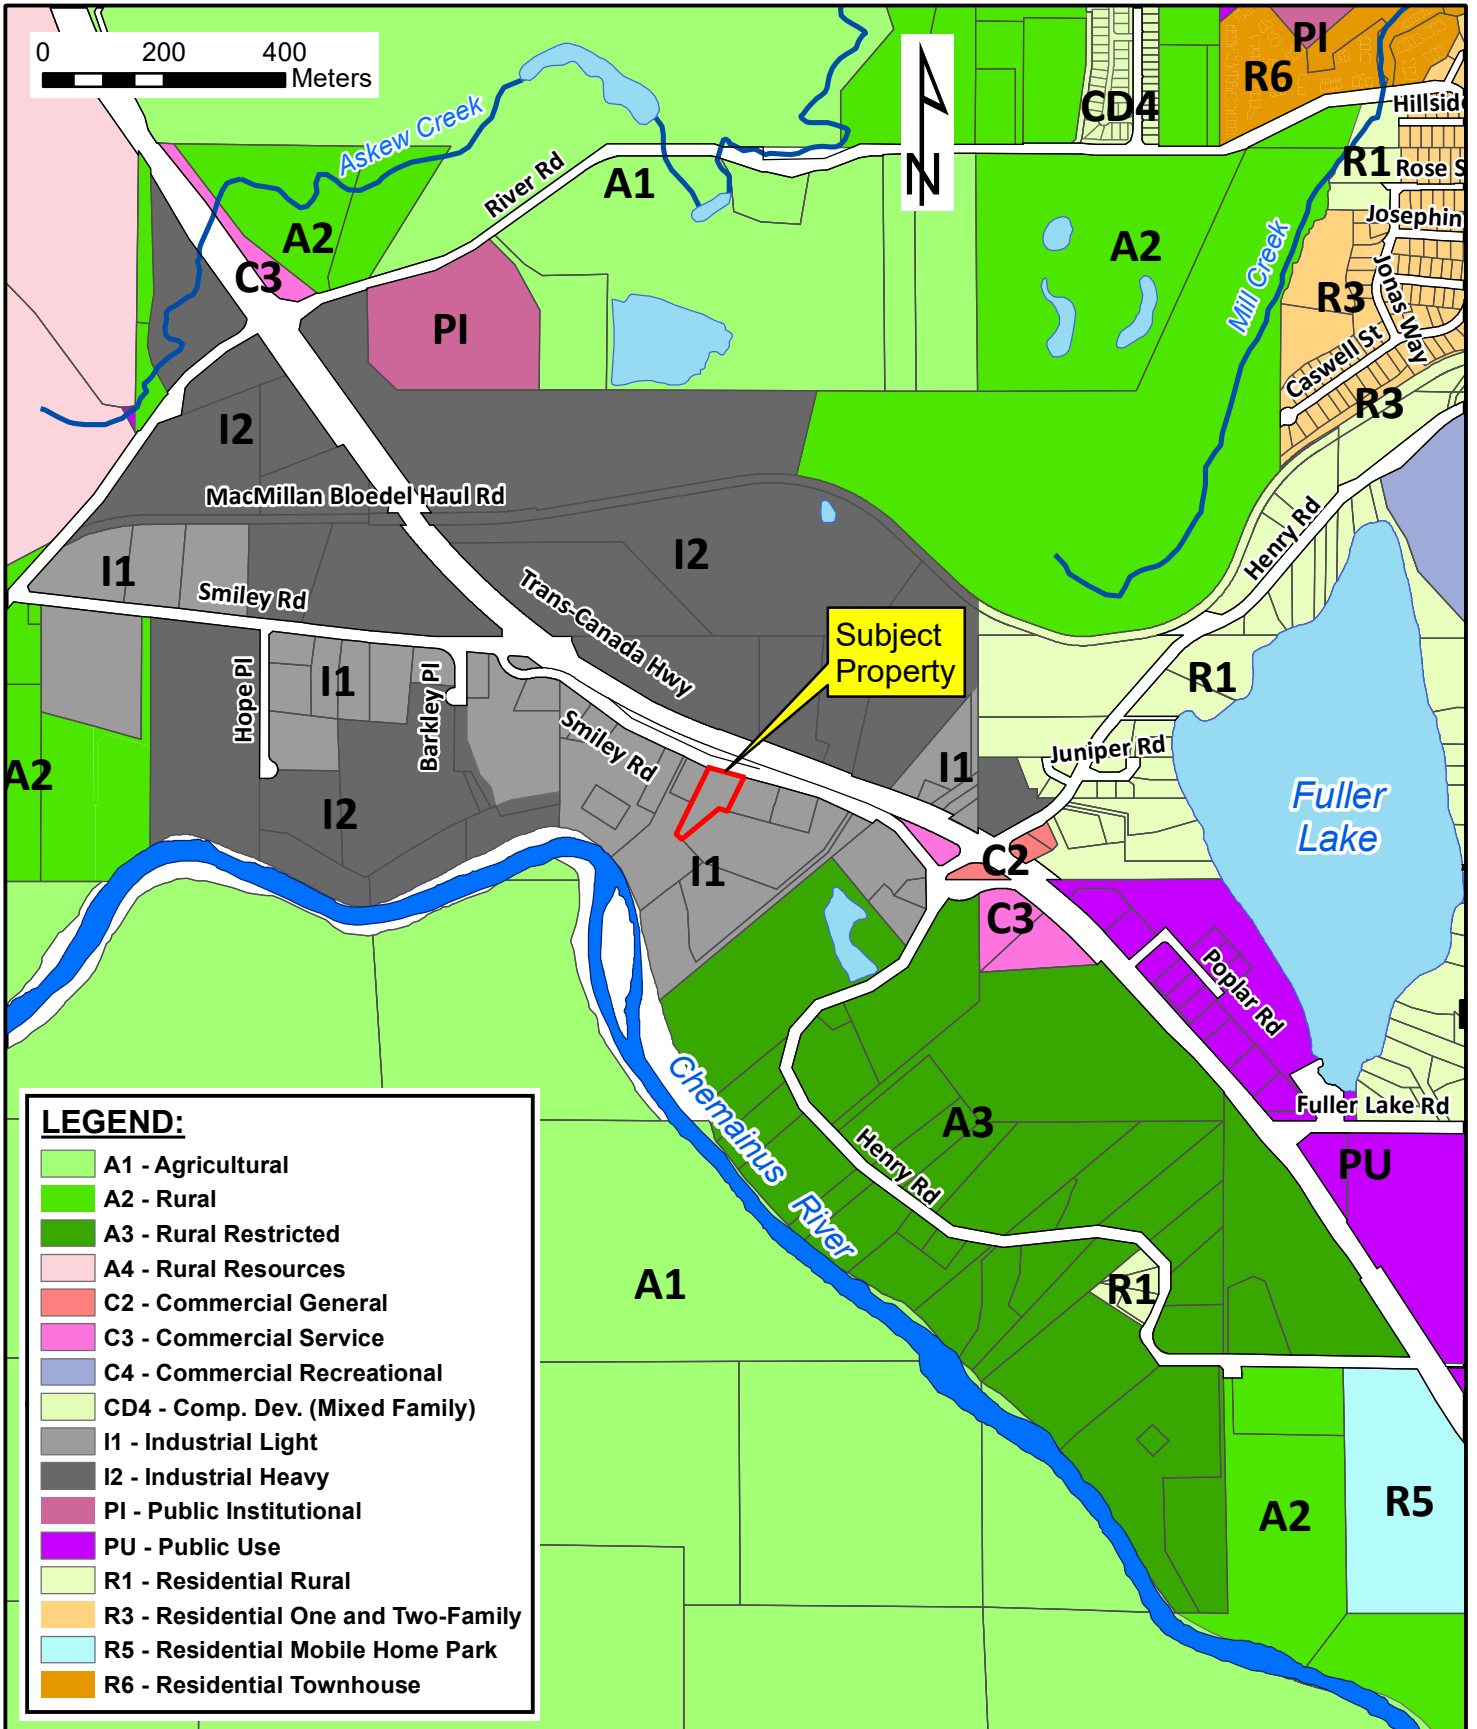 0 200 400
Meters
Askew Creek
River Rd
A1
N
CD4
PI
R6
Hillsid
R1
Rose S
Josephin
Jonas Way
A2
C3
PI
A2
Mill Creek
R3
Caswell St
R3
I2
MacMillan Bloedel Haul Rd
I1
Smiley Rd
I2
Trans-Canada Hwy
Henry Rd
Subject
Property
R1
Hope Pl
I1
Barkley Pl
Smiley Rd
I1
Juniper Rd
A2
I2
I1
C2
Fuller
Lake
C3
Poplar Rd
Chemainus River
A3
Henry Rd
Fuller Lake Rd
PU
A1
R1
A2
R5
LEGEND:
A1 - Agricultural
A2 - Rural
A3 - Rural Restricted
A4 - Rural Resources
C2 - Commercial General
C3 - Commercial Service
C4 - Commercial Recreational
CD4 - Comp. Dev. (Mixed Family)
I1 - Industrial Light
I2 - Industrial Heavy
PI - Public Institutional
PU - Public Use
R1 - Residential Rural
R3 - Residential One and Two-Family
R5 - Residential Mobile Home Park
R6 - Residential Townhouse